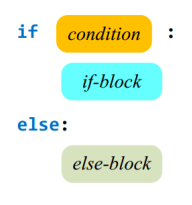 if condition :
if-block
else:
else-block